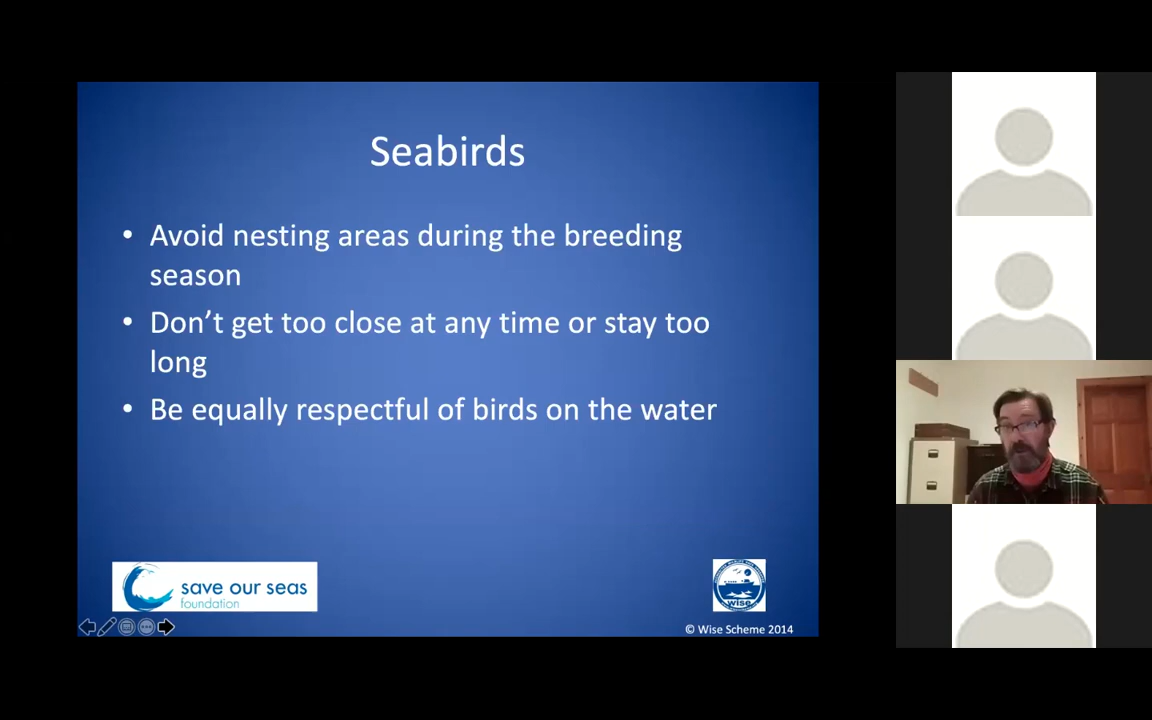 Seabirds
• Avoid nesting areas during the breeding
season
• Don't get too close at any time or stay too
long
• Be equally respectful of birds on the water
save our seas
foundation
wise
© Wise Scheme 2014